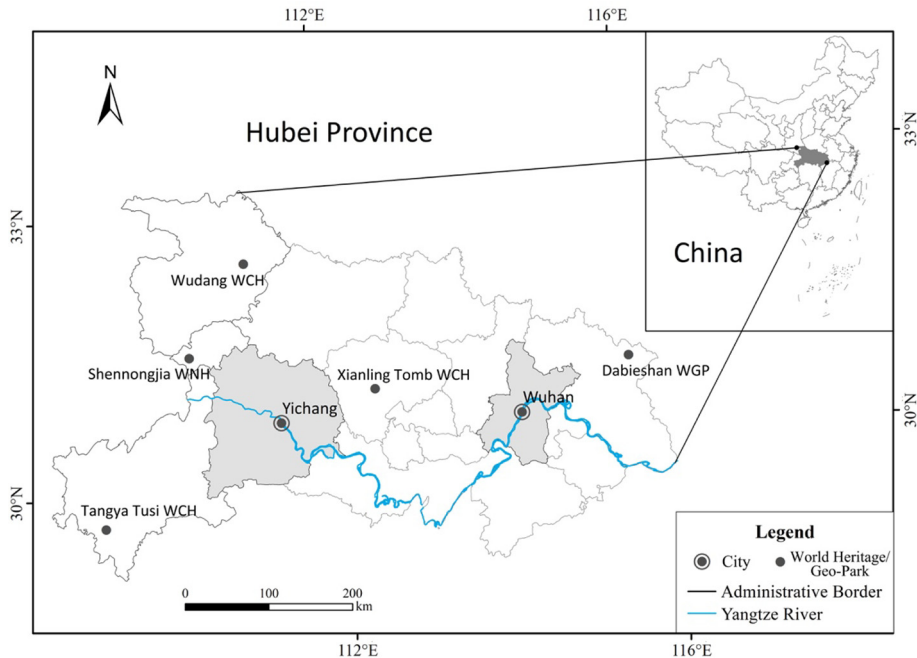 112°E
116°E
N
Hubei Province
33°N
33°N
China
Wudang WCH
Shennongjia WNH
Xianling Tomb WCH
Dabieshan WGP
Yichang
Wuhan
30°N
30°N
Tangya Tusi WCH
Legend
City
World Heritage/
Geo-Park
Administrative Border
Yangtze River
0 100 200
km
112°E
116°E